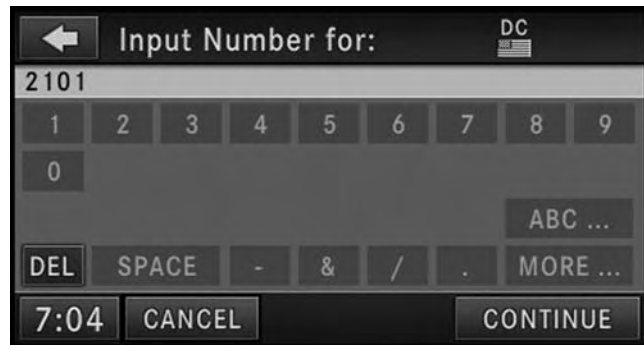 Input Number for: DC
2101
1 2 3 4 5 6 7 8 9
0
ABC ...
DEL SPACE - & / . MORE ...
7:04 CANCEL CONTINUE